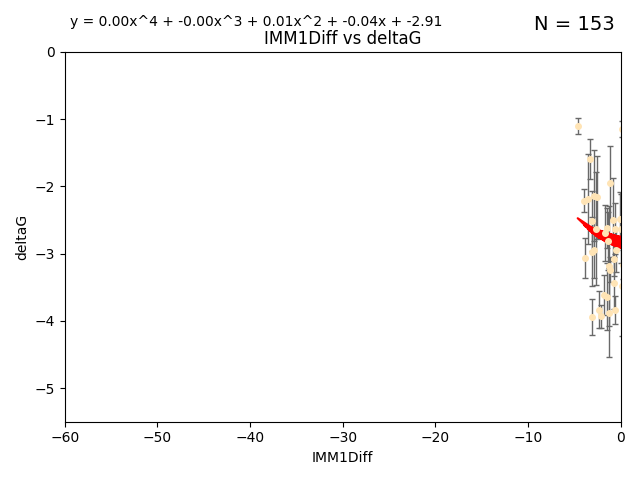 y = 0.00x^4 + -0.00x^3 + 0.01x^2 + -0.04x + -2.91
N = 153
IMM1Diff vs deltaG
0
−1
−2
−3
−4
−5
deltaG
−60 −50 −40 −30 −20 −10 0
IMM1Diff